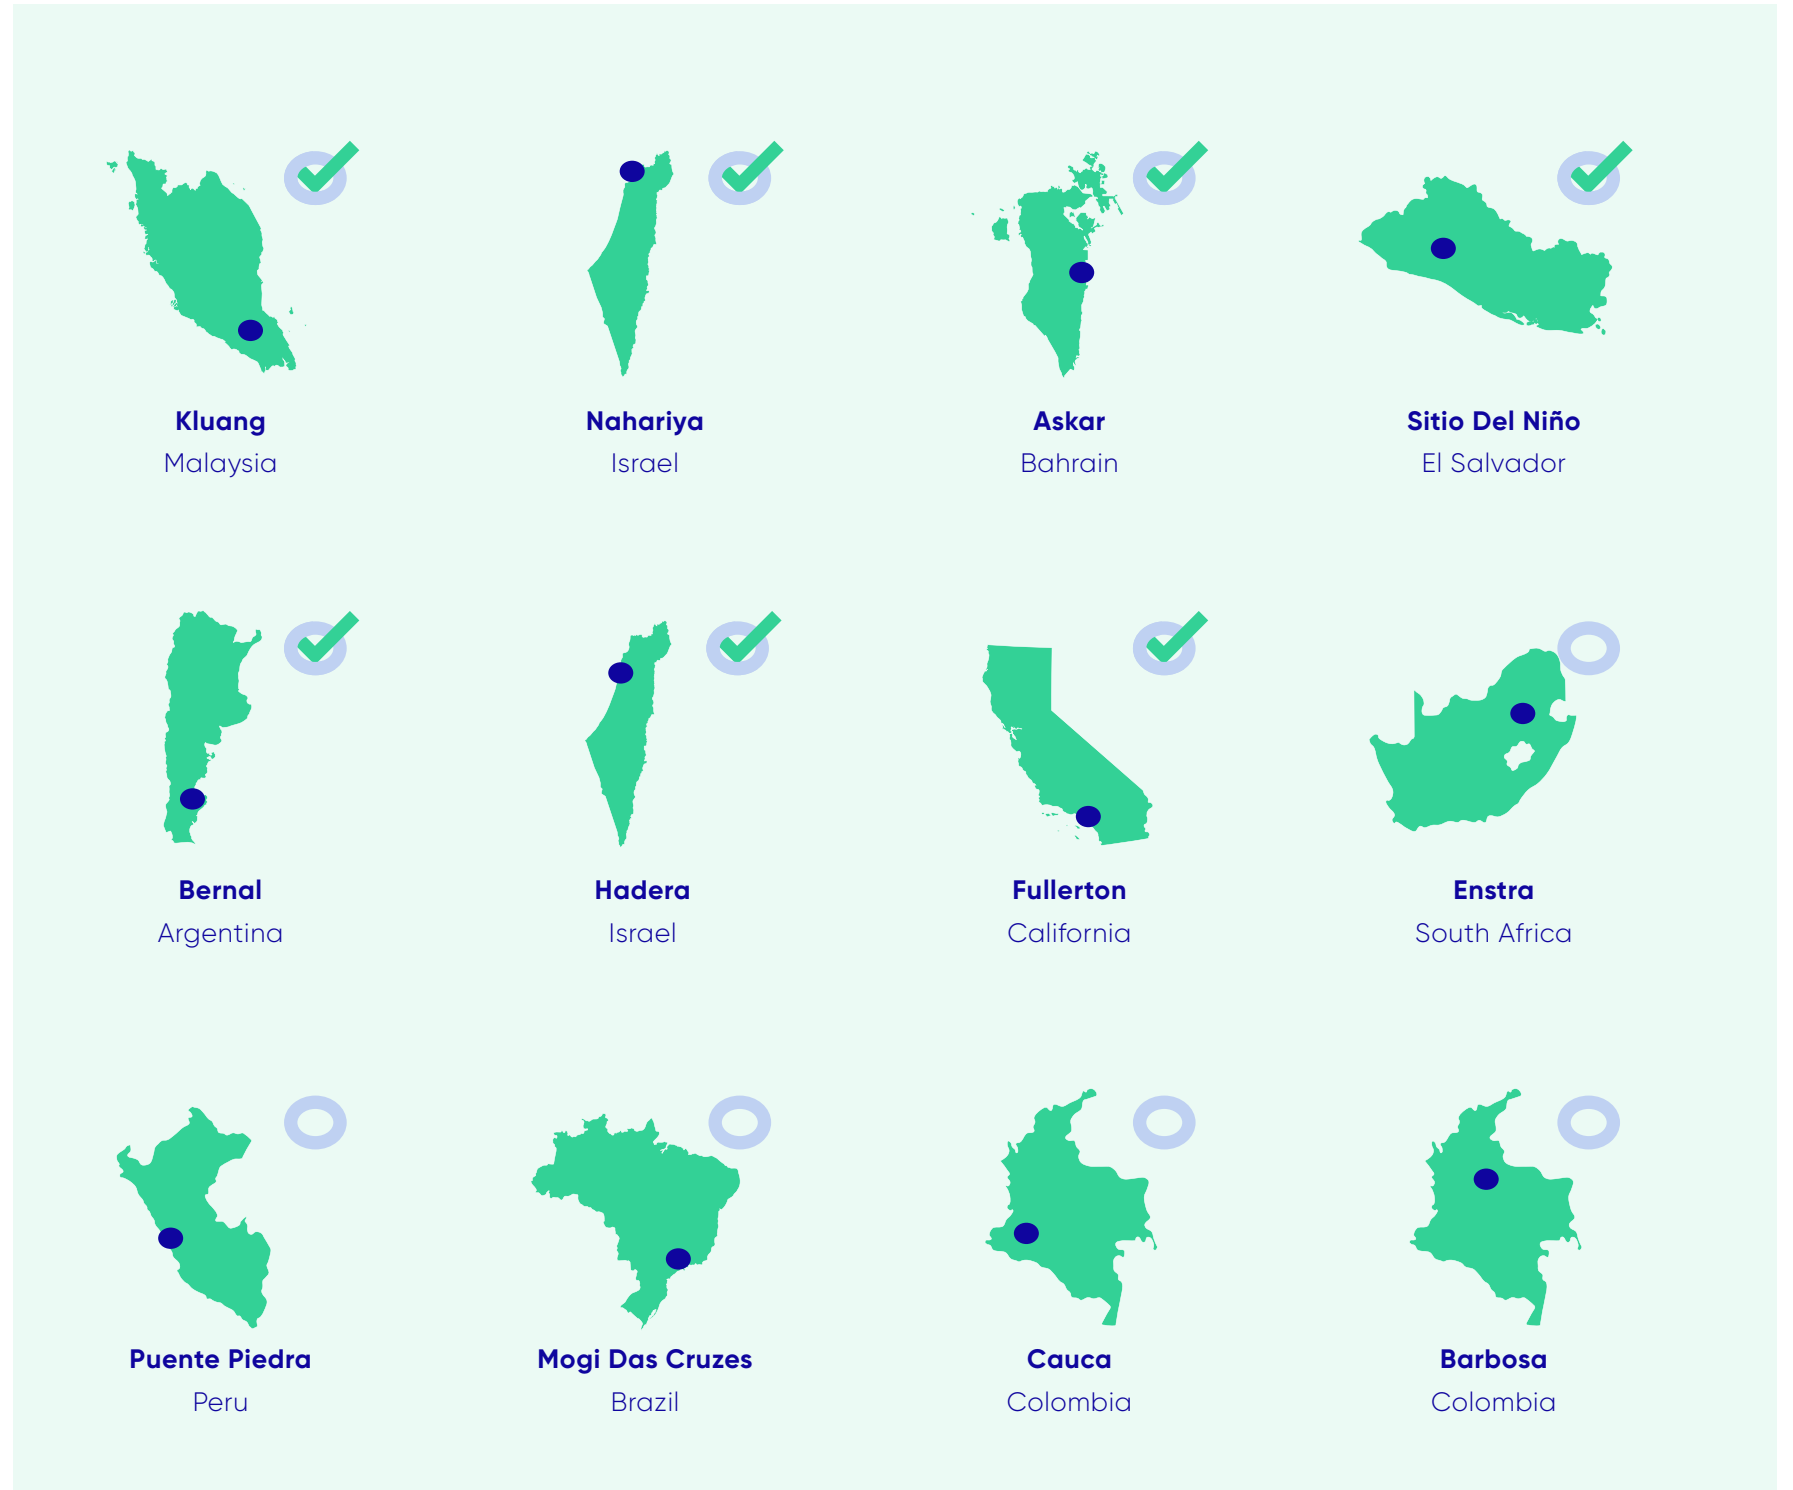 Kluang
Malaysia
Nahariya
Israel
Askar
Bahrain
Sitio Del Niño
El Salvador
Bernal
Argentina
Hadera
Israel
Fullerton
California
Enstra
South Africa
Puente Piedra
Peru
Mogi Das Cruzes
Brazil
Cauca
Colombia
Barbosa
Colombia